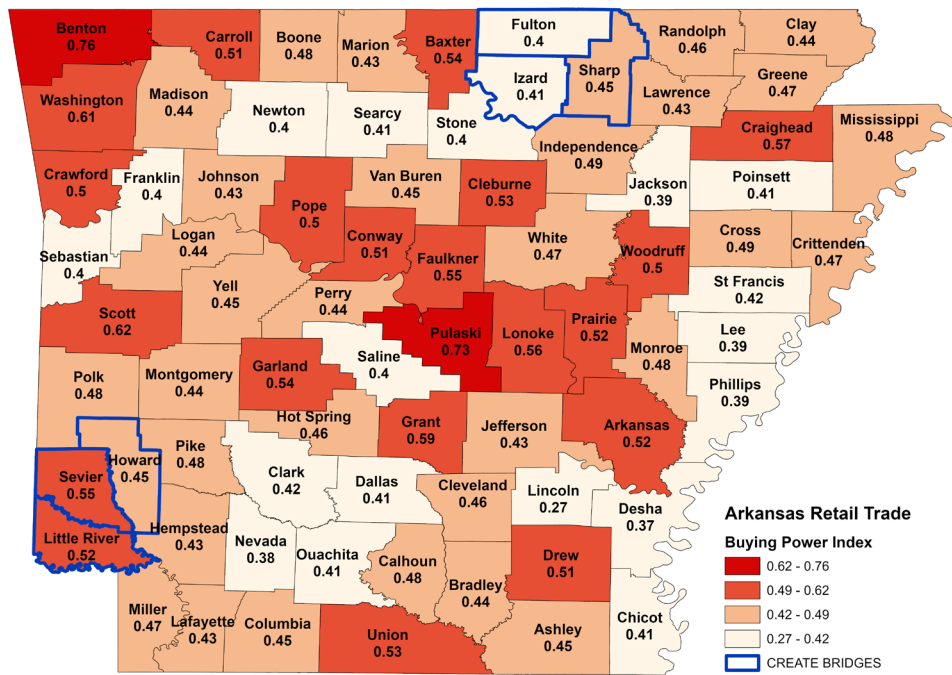 Benton
0.76
Carroll
0.51
Boone
0.48
Marion
0.43
Baxter
0.54
Fulton
0.4
Randolph
0.46
Clay
0.44
Washington
0.61
Madison
0.44
Newton
0.4
Searcy
0.41
Stone
0.4
Izard
0.41
Sharp
0.45
Lawrence
0.43
Greene
0.47
Craighead
0.57
Mississippi
0.48
Independence
0.49
Crawford
0.5
Franklin
0.4
Johnson
0.43
Pope
0.5
Van Buren
0.45
Cleburne
0.53
Jackson
0.39
Poinsett
0.41
Sebastian
0.4
Logan
0.44
Conway
0.51
Faulkner
0.55
White
0.47
Woodruff
0.5
Cross
0.49
Crittenden
0.47
St Francis
0.42
Scott
0.62
Yell
0.45
Perry
0.44
Pulaski
0.73
Lonoke
0.56
Prairie
0.52
Monroe
0.48
Lee
0.39
Phillips
0.39
Polk
0.48
Montgomery
0.44
Garland
0.54
Saline
0.4
Hot Spring
0.46
Grant
0.59
Jefferson
0.43
Arkansas
0.52
Sevier
0.55
Howard
0.45
Pike
0.48
Clark
0.42
Dallas
0.41
Cleveland
0.46
Lincoln
0.27
Desha
0.37
Little River
0.52
Hempstead
0.43
Nevada
0.38
Ouachita
0.41
Calhoun
0.48
Bradley
0.44
Drew
0.51
Miller
0.47
Lafayette
0.43
Columbia
0.45
Union
0.53
Ashley
0.45
Chicot
0.41
Arkansas Retail Trade
Buying Power Index
0.62 - 0.76
0.49 - 0.62
0.42 - 0.49
0.27 - 0.42
CREATE BRIDGES